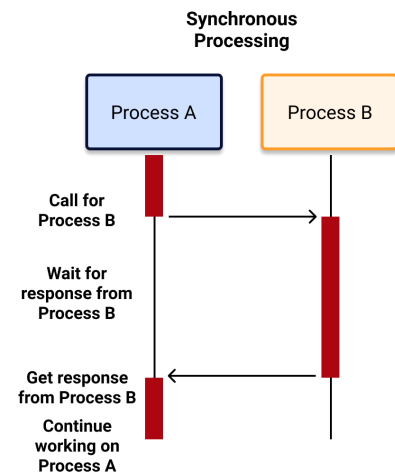 Synchronous
Processing
Process A
Process B
Call for
Process B
Wait for
response from
Process B
Get response
from Process B
Continue
working on
Process A